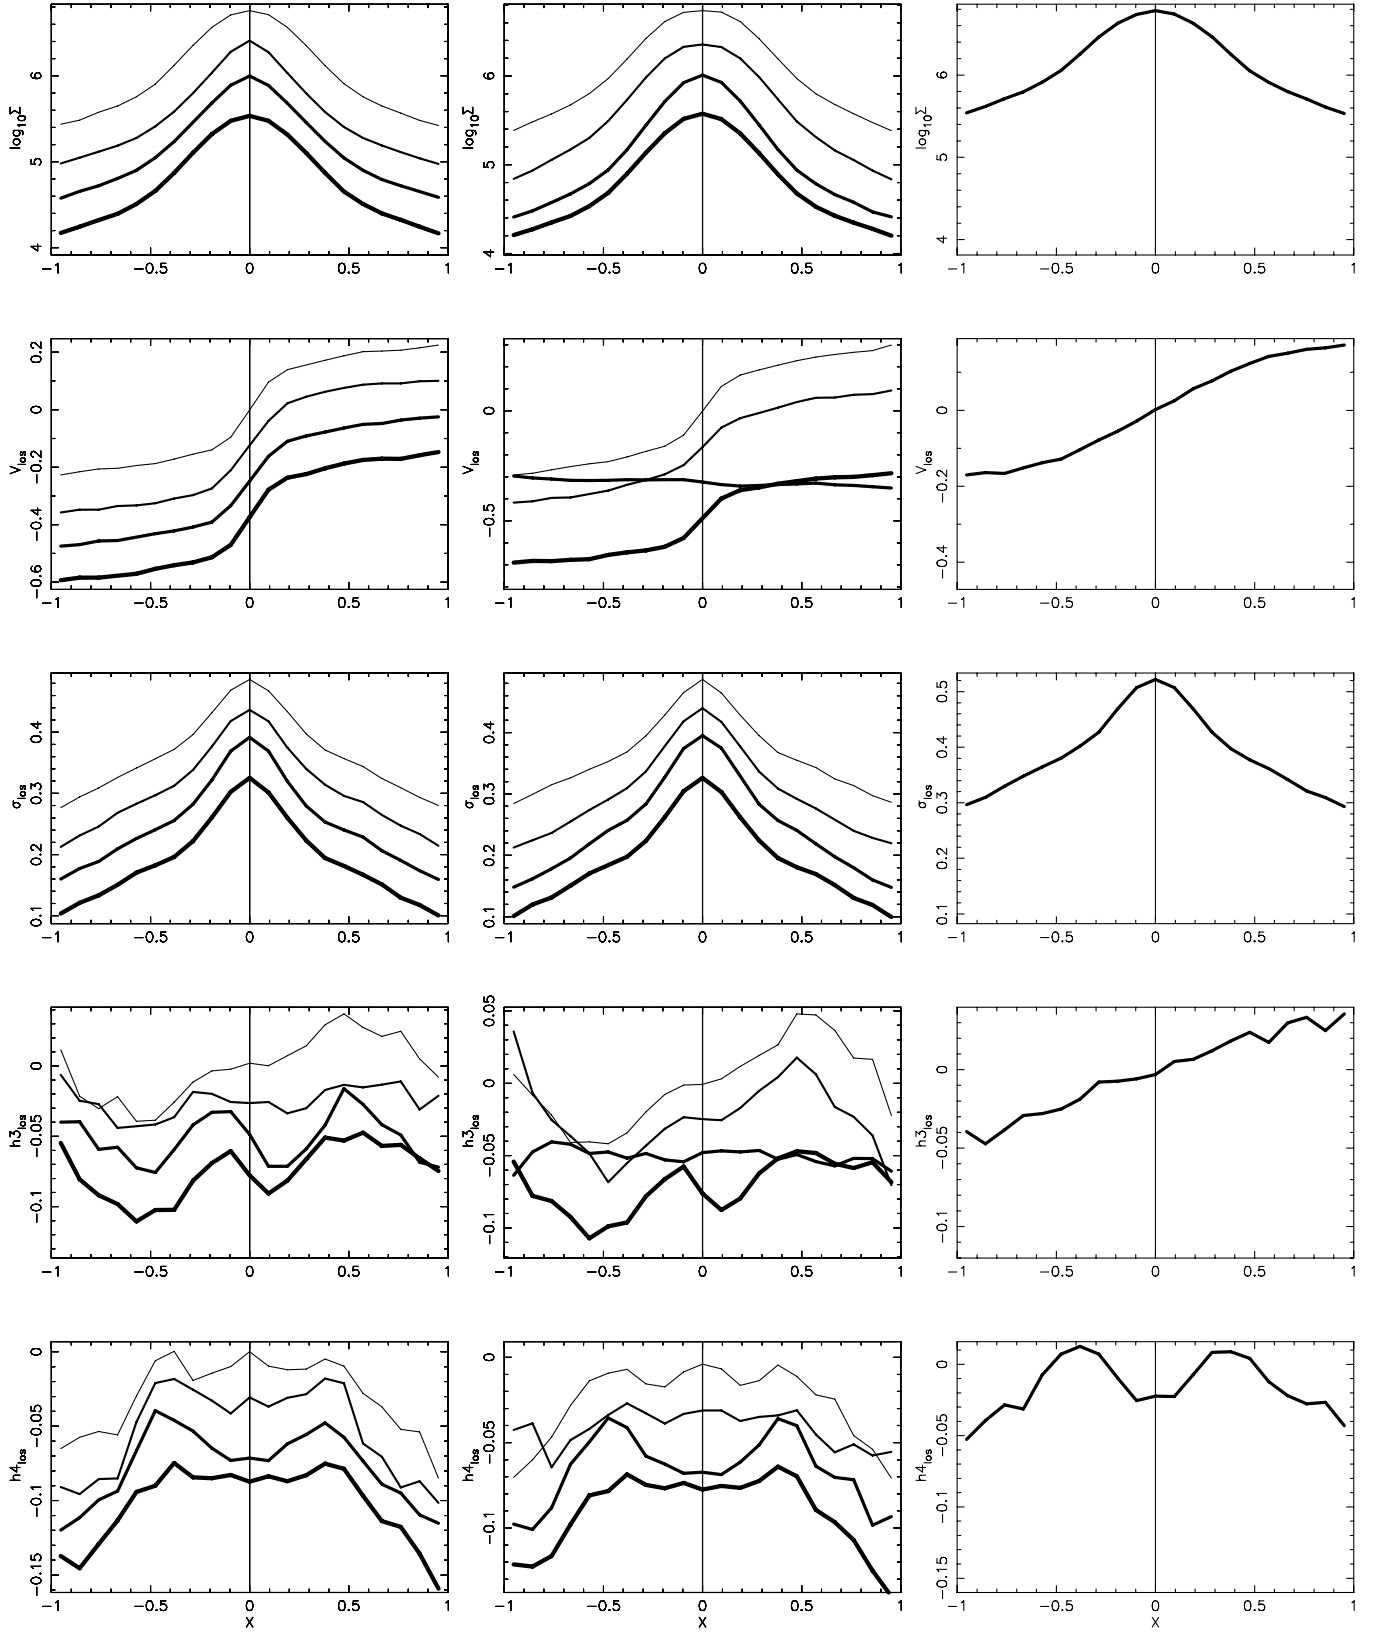 log10Σ 6 5 4
−1 −0.5 0 0.5 1
log10Σ 6 5 4
−1 −0.5 0 0.5 1
log10Σ 6 5 4
−1 −0.5 0 0.5 1
Vlos 0.2 0 −0.2 −0.4 −0.6
−1 −0.5 0 0.5 1
Vlos 0 −0.5
−1 −0.5 0 0.5 1
Vlos 0 −0.2 −0.4
−1 −0.5 0 0.5 1
σlos 0.4 0.3 0.2 0.1
−1 −0.5 0 0.5 1
σlos 0.4 0.3 0.2 0.1
−1 −0.5 0 0.5 1
σlos 0.5 0.4 0.3 0.2 0.1
−1 −0.5 0 0.5 1
h3los 0 −0.05 −0.1
−1 −0.5 0 0.5 1
h3los 0.05 0 −0.05 −0.1
−1 −0.5 0 0.5 1
h3los 0 −0.05 −0.1
−1 −0.5 0 0.5 1
h4los 0 −0.05 −0.1 −0.15
−1 −0.5 0 0.5 1
X
h4los 0 −0.05 −0.1
−1 −0.5 0 0.5 1
X
h4los 0 −0.05 −0.1 −0.15
−1 −0.5 0 0.5 1
X